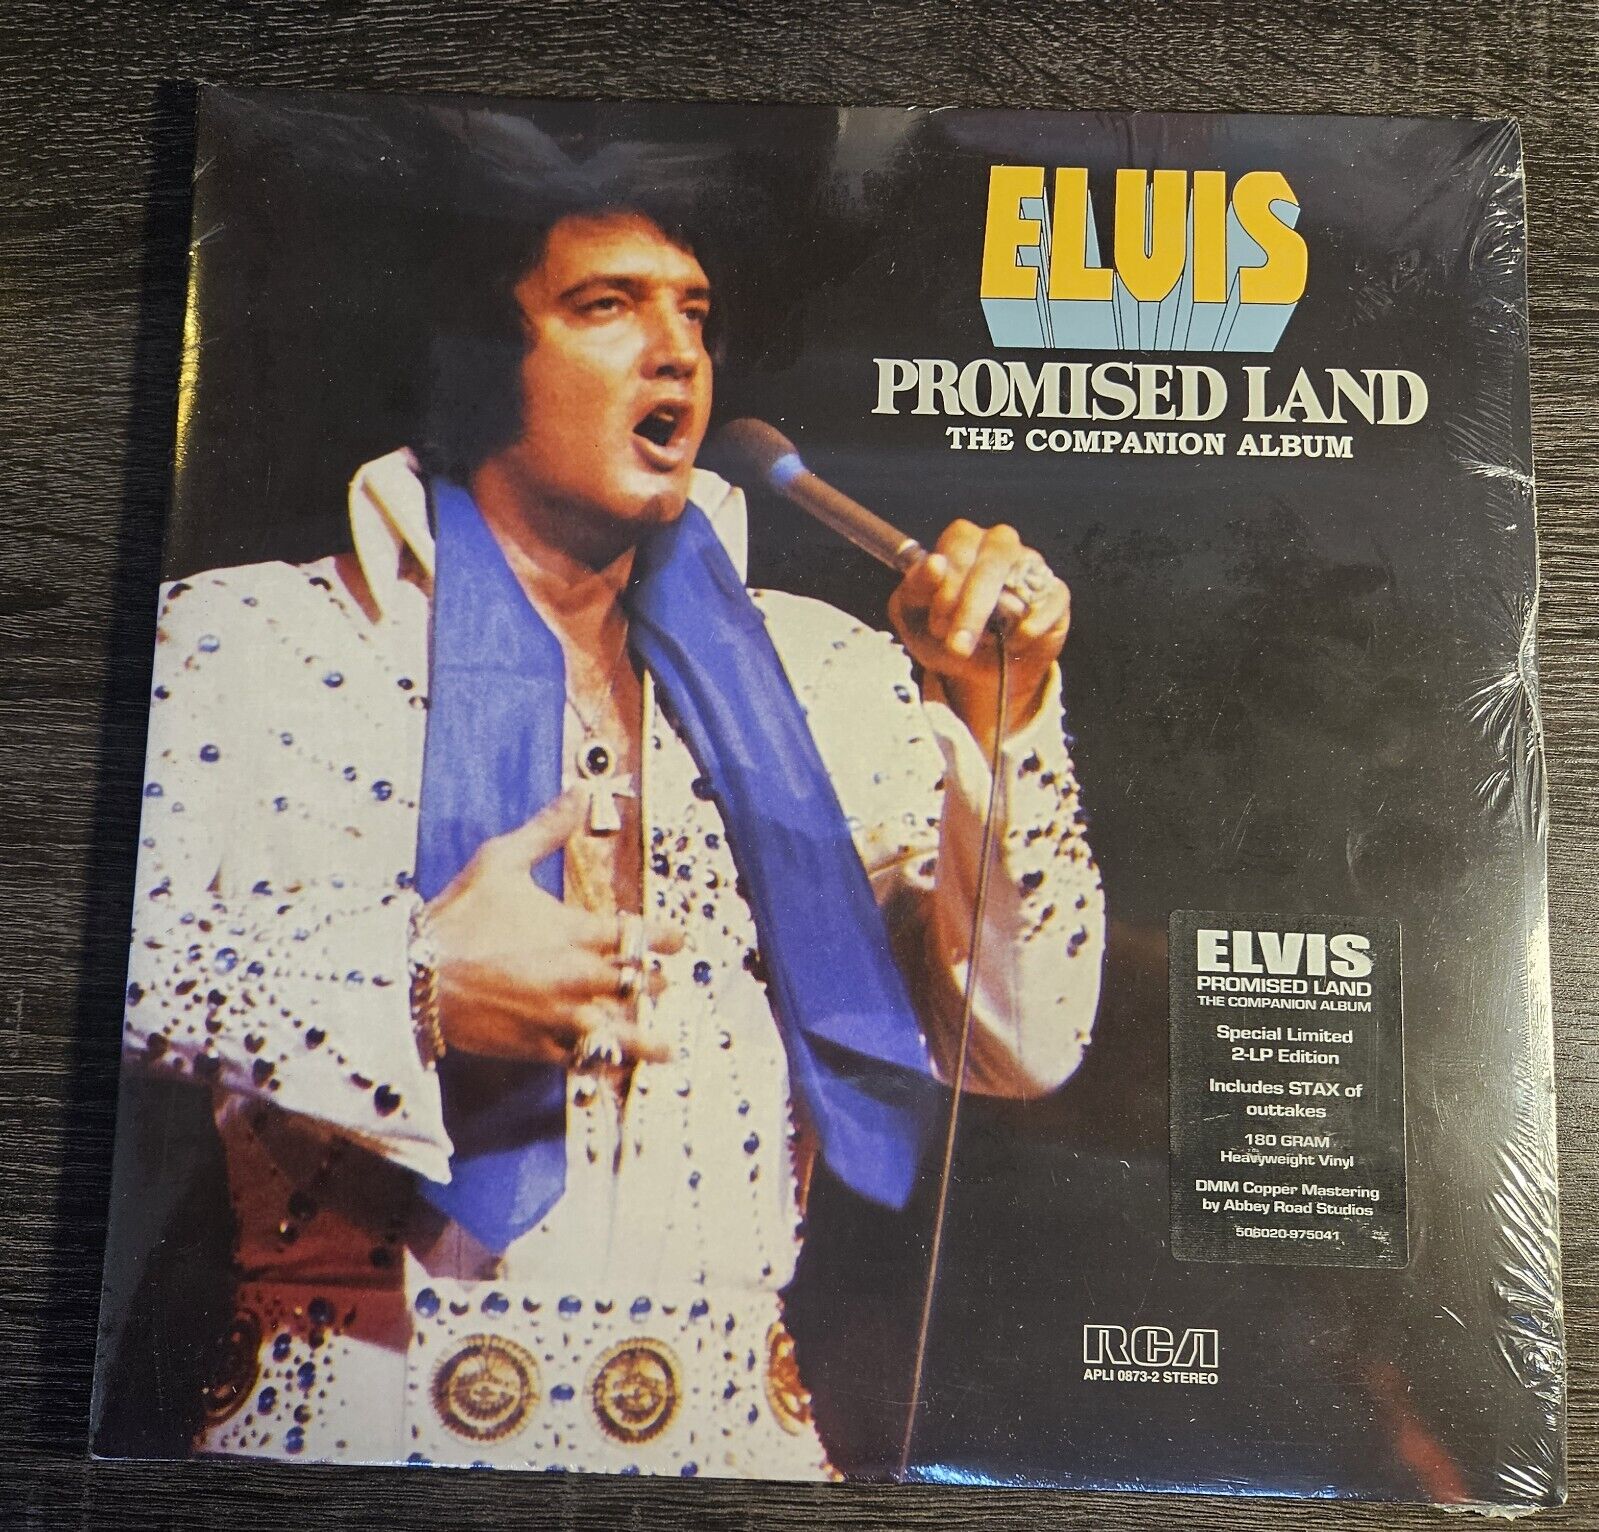 ELVIS
PROMISED LAND
THE COMPANION ALBUM
ELVIS
PROMISED LAND
THE COMPANION ALBUM
Special Limited
2-LP Edition
Includes STAX of
outtakes
180 GRAM
Heavyweight Vinyl
DMM Copper Mastering
by Abbey Road Studios
506020-975041
RCA
APLI 0873-2 STEREO